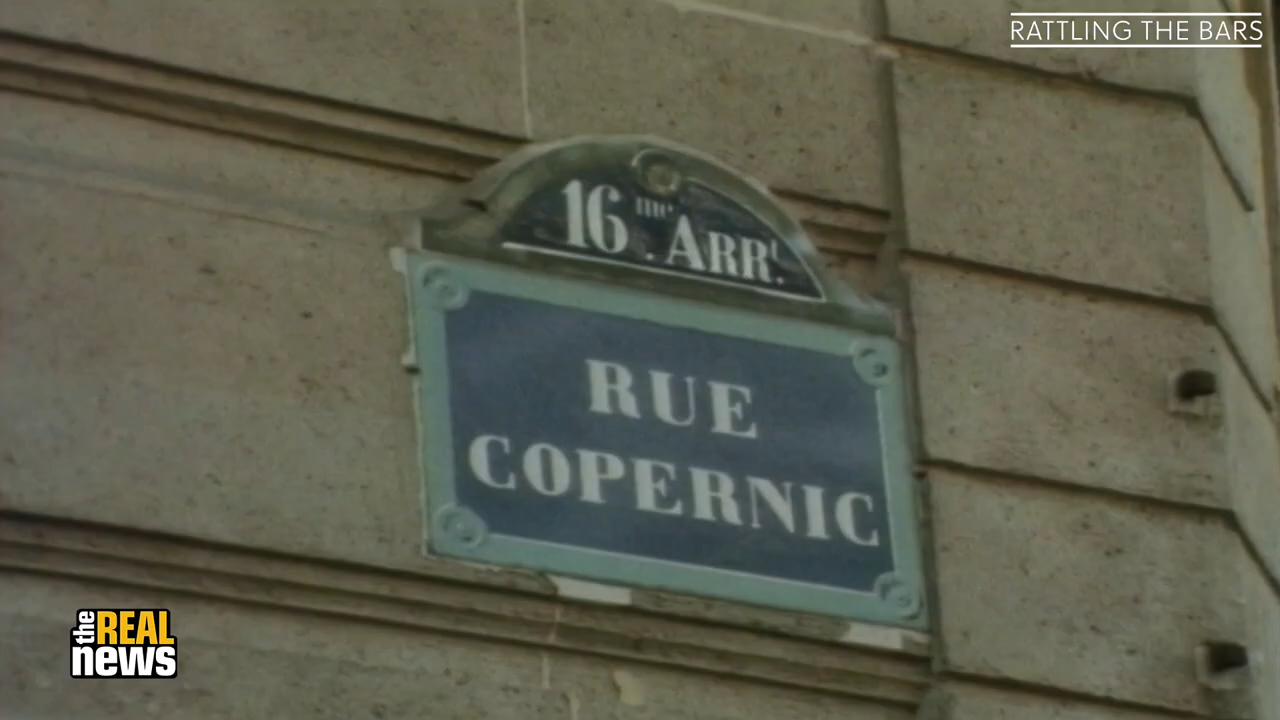 RATTLING THE BARS
16me. ARRt.
RUE
COPERNIC
the REAL
news